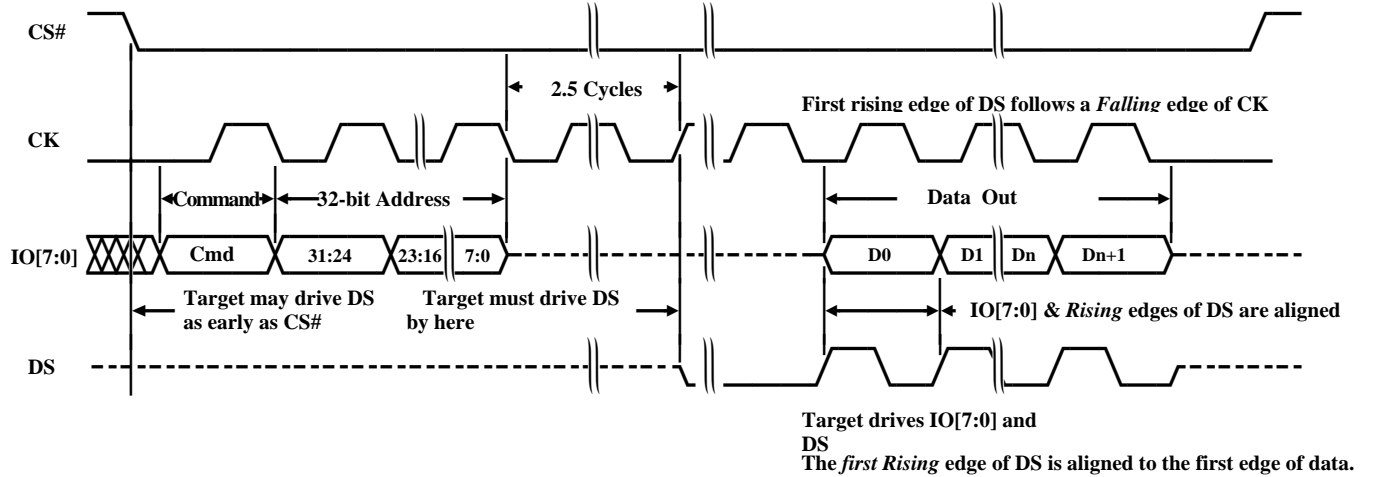 CS#
2.5 Cycles
First rising edge of DS follows a Falling edge of CK
CK
Command
32-bit Address
Data Out
IO[7:0]
Cmd
31:24
23:16
7:0
D0
D1
Dn
Dn+1
Target may drive DS
as early as CS#
Target must drive DS
by here
IO[7:0] & Rising edges of DS are aligned
DS
Target drives IO[7:0] and
DS
The first Rising edge of DS is aligned to the first edge of data.